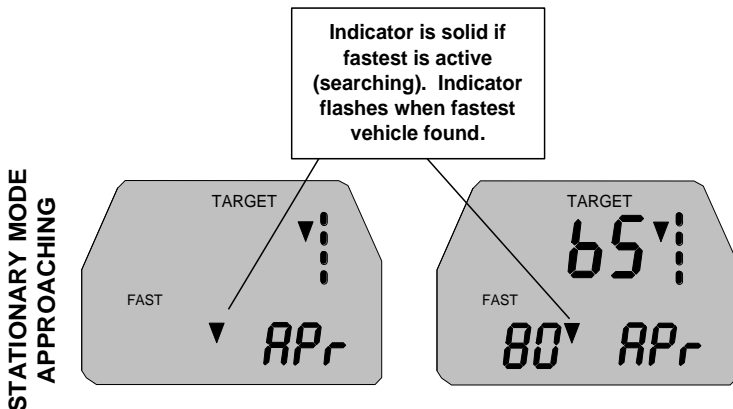 Indicator is solid if
fastest is active
(searching). Indicator
flashes when fastest
vehicle found.
STATIONARY MODE
APPROACHING
TARGET
FAST
APr
TARGET
65
FAST
80 APr